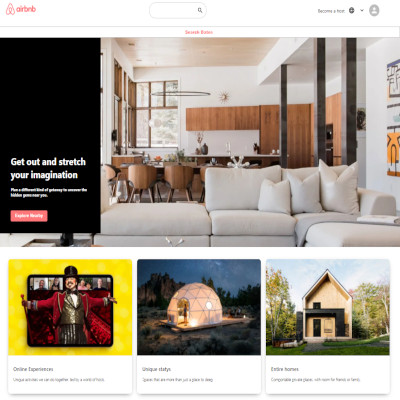 airbnb
Become a host
Search Dates
Get out and stretch
your imagination
Plan a different kind of getaway to uncover the
hidden gems near you.
Explore Nearby
Online Experiences
Unique activities we can do together, led by a world of hosts.
Unique statys
Spaces that are more than just a place to sleep.
Entire homes
Comfortable private places, with room for friends or family.